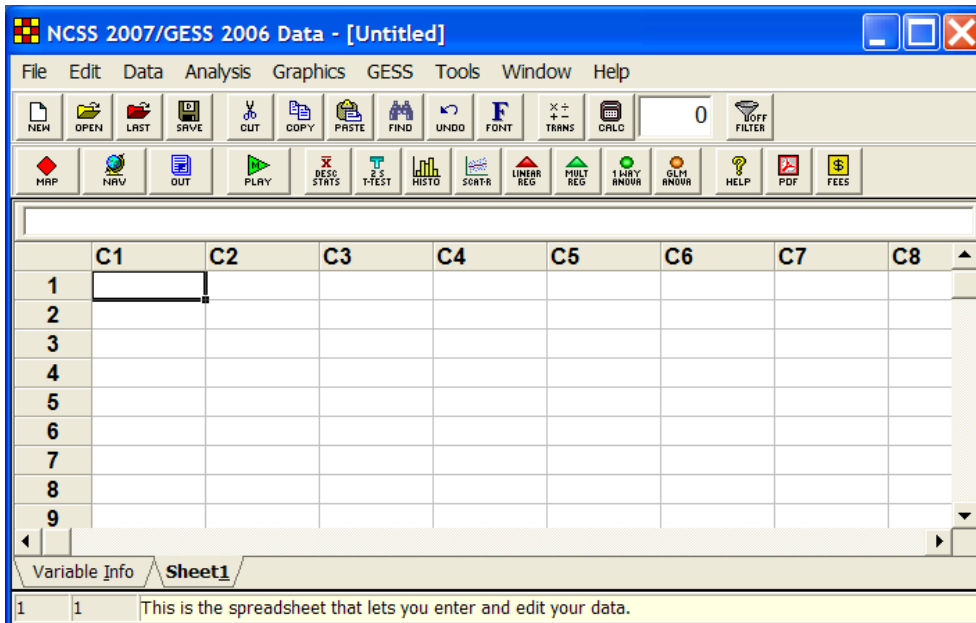 NCSS 2007/GESS 2006 Data - [Untitled]
File Edit Data Analysis Graphics GESS Tools Window Help
NEW OPEN LAST SAVE CUT COPY PASTE FIND UNDO FONT TRANS CALC 0 OFF FILTER
MAP NAV OUT PLAY DESC STATS 2 S T-TEST HISTO SCAT-R LINEAR REG MULT REG 1 WAY ANOVA GLM ANOVA HELP PDF FEES
C1 C2 C3 C4 C5 C6 C7 C8
1
2
3
4
5
6
7
8
9
Variable Info Sheet1
1 1 This is the spreadsheet that lets you enter and edit your data.